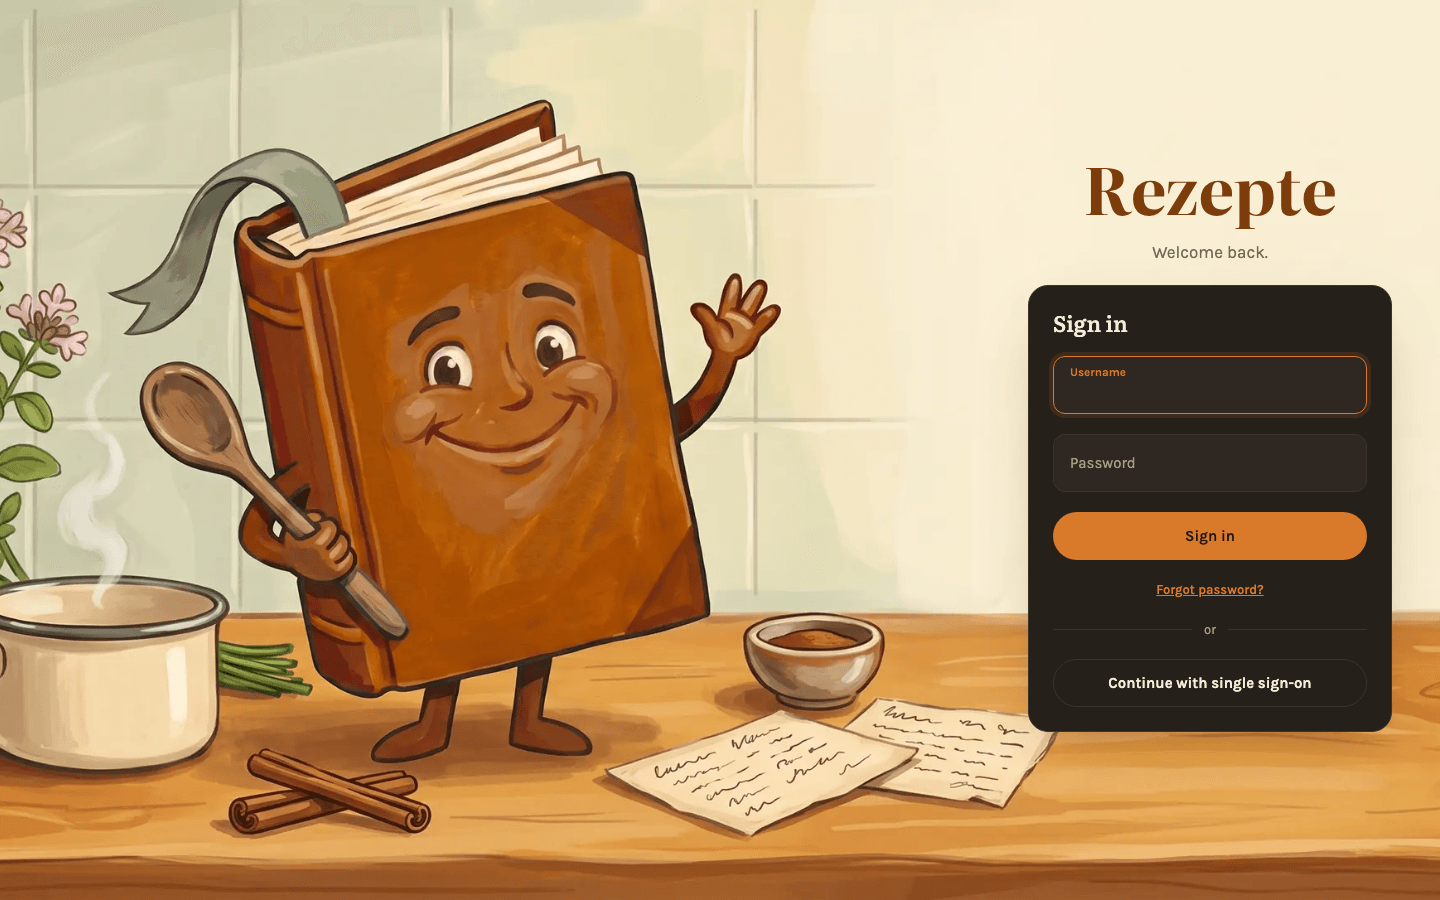 Rezepte
Welcome back.
Sign in
Username
Password
Sign in
Forgot password?
or
Continue with single sign-on